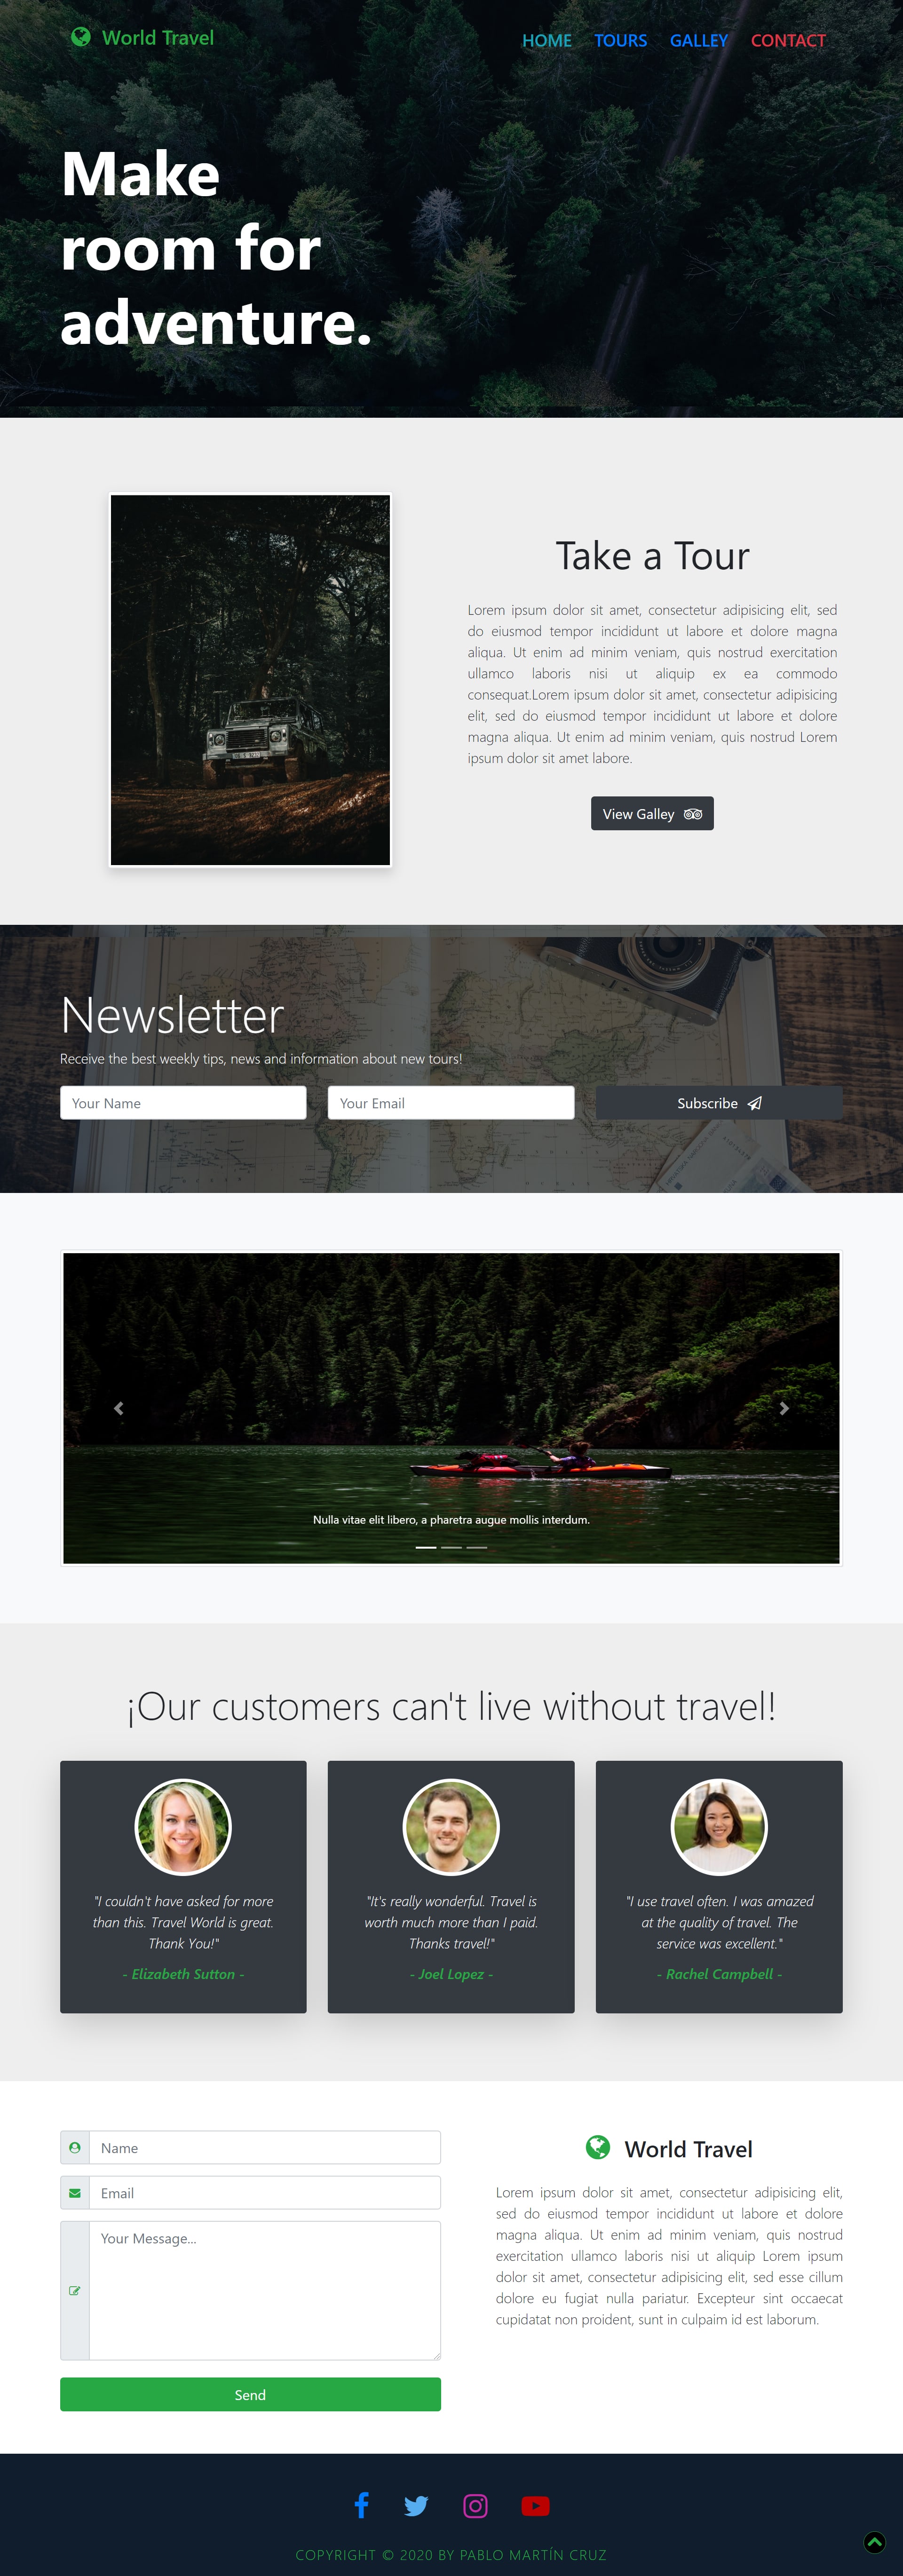 World Travel
HOME TOURS GALLEY CONTACT
Make
room for
adventure.
Take a Tour
Lorem ipsum dolor sit amet, consectetur adipisicing elit, sed
do eiusmod tempor incididunt ut labore et dolore magna
aliqua. Ut enim ad minim veniam, quis nostrud exercitation
ullamco laboris nisi ut aliquip ex ea commodo
consequat.Lorem ipsum dolor sit amet, consectetur adipisicing
elit, sed do eiusmod tempor incididunt ut labore et dolore
magna aliqua. Ut enim ad minim veniam, quis nostrud Lorem
ipsum dolor sit amet labore.
View Galley
Newsletter
Receive the best weekly tips, news and information about new tours!
Your Name
Your Email
Subscribe
Nulla vitae elit libero, a pharetra augue mollis interdum.
¡Our customers can't live without travel!
"I couldn't have asked for more
than this. Travel World is great.
Thank You!"
- Elizabeth Sutton -
"It's really wonderful. Travel is
worth much more than I paid.
Thanks travel!"
- Joel Lopez -
"I use travel often. I was amazed
at the quality of travel. The
service was excellent."
- Rachel Campbell -
Name
Email
Your Message...
Send
World Travel
Lorem ipsum dolor sit amet, consectetur adipisicing elit,
sed do eiusmod tempor incididunt ut labore et dolore
magna aliqua. Ut enim ad minim veniam, quis nostrud
exercitation ullamco laboris nisi ut aliquip Lorem ipsum
dolor sit amet, consectetur adipisicing elit, sed esse cillum
dolore eu fugiat nulla pariatur. Excepteur sint occaecat
cupidatat non proident, sunt in culpaim id est laborum.
COPYRIGHT © 2020 BY PABLO MARTÍN CRUZ